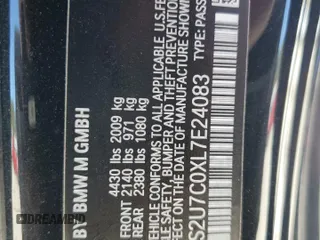 BY BMW M GMBH
4430 lbs 2009 kg
FRONT 2140 lbs 971 kg
REAR 2380 lbs 1080 kg
VEHICLE CONFORMS TO ALL APPLICABLE U.S. FE
SAFETY, BUMPER AND THEFT PREVENTION
S2U7C0XL7E24083 TYPE: PASS